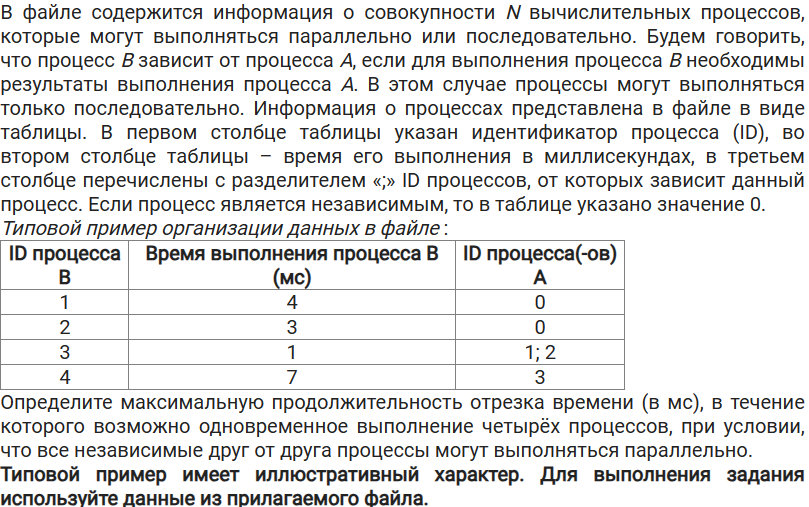 В файле содержится информация о совокупности N вычислительных процессов,
которые могут выполняться параллельно или последовательно. Будем говорить,
что процесс B зависит от процесса A, если для выполнения процесса B необходимы
результаты выполнения процесса A. В этом случае процессы могут выполняться
только последовательно. Информация о процессах представлена в файле в виде
таблицы. В первом столбце таблицы указан идентификатор процесса (ID), во
втором столбце таблицы – время его выполнения в миллисекундах, в третьем
столбце перечислены с разделителем «;» ID процессов, от которых зависит данный
процесс. Если процесс является независимым, то в таблице указано значение 0.
Типовой пример организации данных в файле :
ID процесса B Время выполнения процесса B (мс) ID процесса(-ов) A
1 4 0
2 3 0
3 1 1; 2
4 7 3
Определите максимальную продолжительность отрезка времени (в мс), в течение
которого возможно одновременное выполнение четырёх процессов, при условии,
что все независимые друг от друга процессы могут выполняться параллельно.
Типовой пример имеет иллюстративный характер. Для выполнения задания
используйте данные из прилагаемого файла.